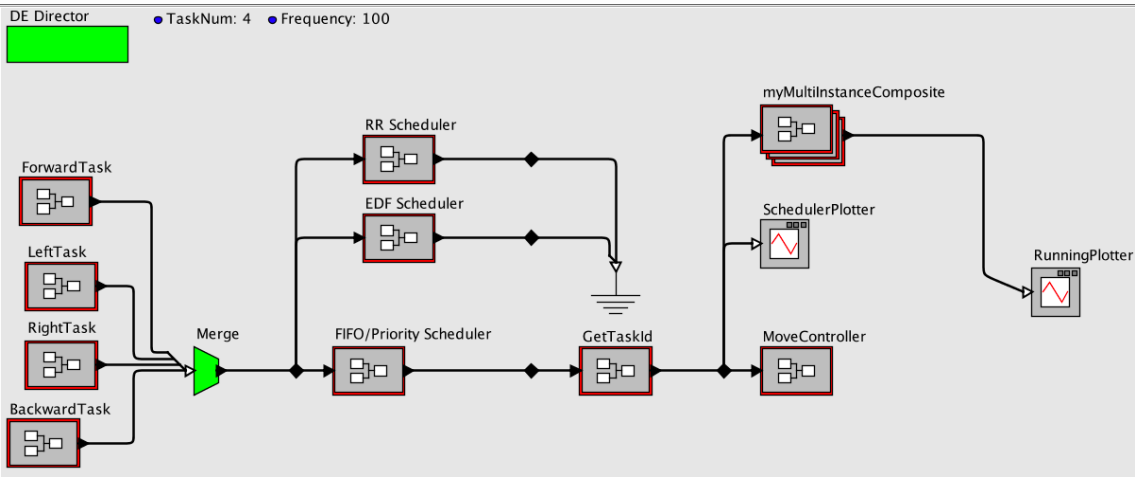 DE Director
TaskNum: 4
Frequency: 100
myMultiInstanceComposite
RR Scheduler
ForwardTask
EDF Scheduler
SchedulerPlotter
LeftTask
RunningPlotter
RightTask
Merge
FIFO/Priority Scheduler
GetTaskId
MoveController
BackwardTask